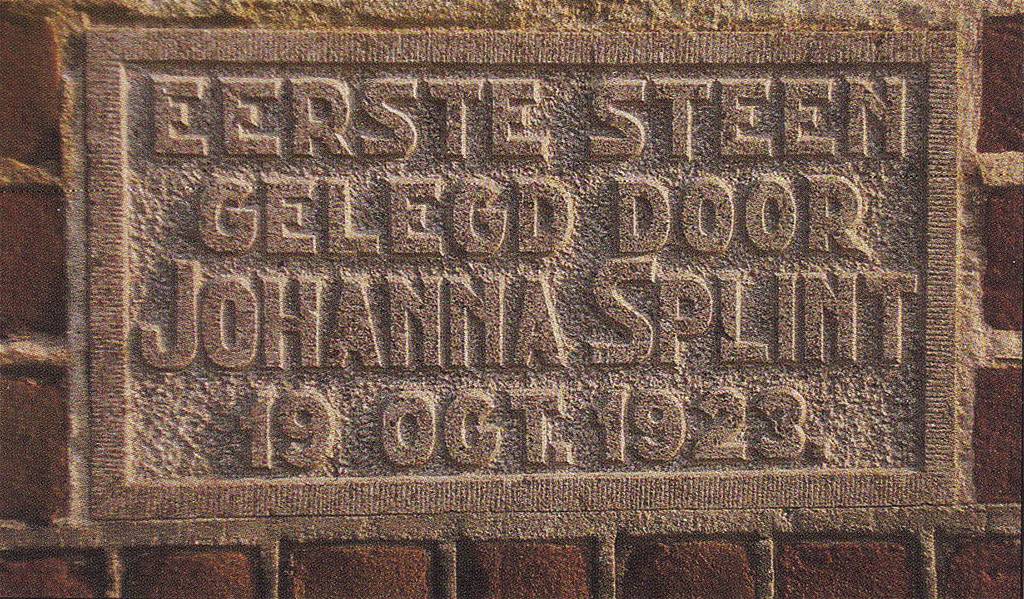 EERSTE STEEN
GELEGD DOOR
JOHANNA SPLINT
19 OCT. 1923.